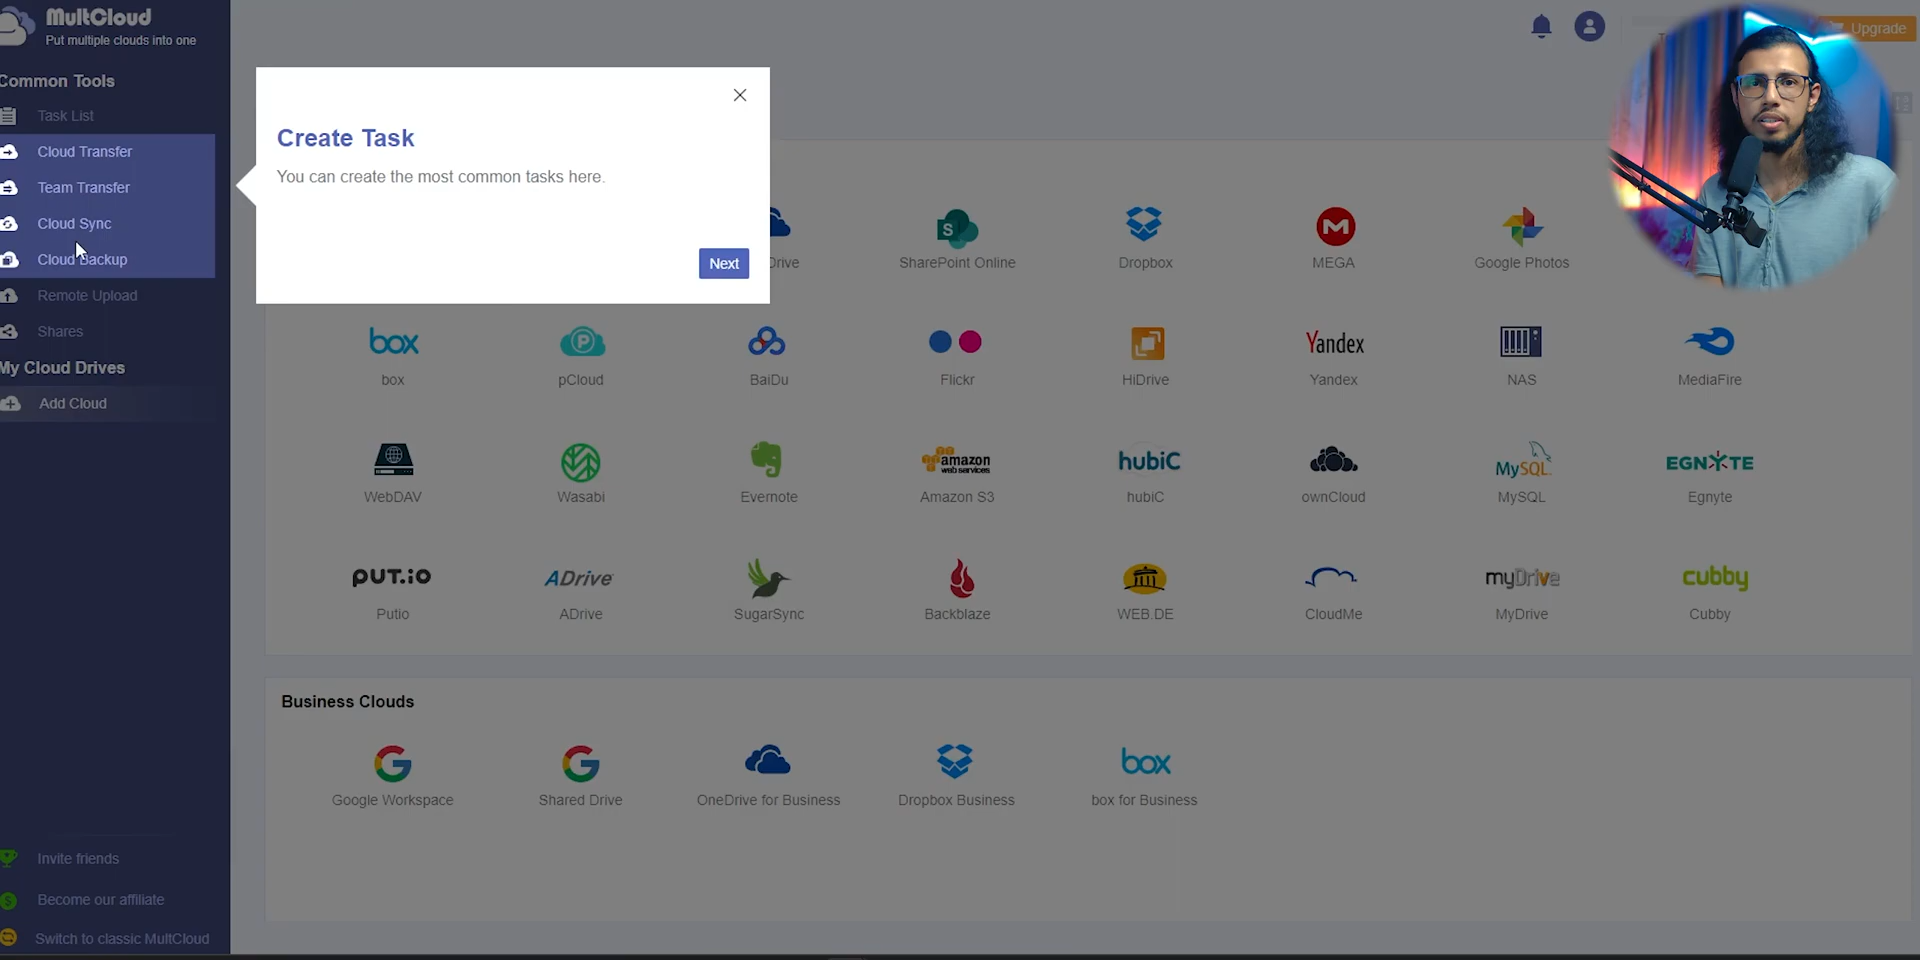 MultCloud
Put multiple clouds into one
Common Tools
Task List
Cloud Transfer
Team Transfer
Cloud Sync
Cloud Backup
Remote Upload
Shares
My Cloud Drives
Add Cloud
Invite friends
Become our affiliate
Switch to classic MultCloud
Upgrade
Create Task
You can create the most common tasks here.
Next
Drive
S
SharePoint Online
Dropbox
MEGA
Google Photos
box
box
pCloud
BaiDu
Flickr
HiDrive
Yandex
Yandex
NAS
MediaFire
WebDAV
Wasabi
Evernote
amazon
web services
Amazon S3
hubiC
hubiC
ownCloud
MySQL
MySQL
EGNYTE
Egnyte
PUT.IO
Putio
ADrive
ADrive
SugarSync
Backblaze
WEB.DE
CloudMe
myDrive
MyDrive
cubby
Cubby
Business Clouds
Google Workspace
Shared Drive
OneDrive for Business
Dropbox Business
box
box for Business